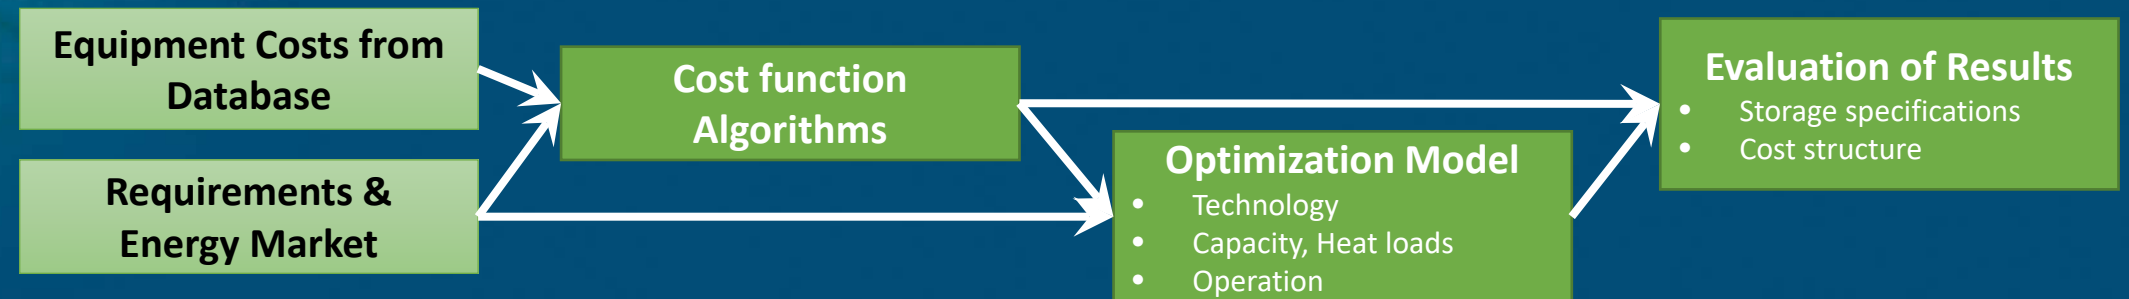 Equipment Costs from
Database
Requirements &
Energy Market
Cost function
Algorithms
Optimization Model
• Technology
• Capacity, Heat loads
• Operation
Evaluation of Results
• Storage specifications
• Cost structure